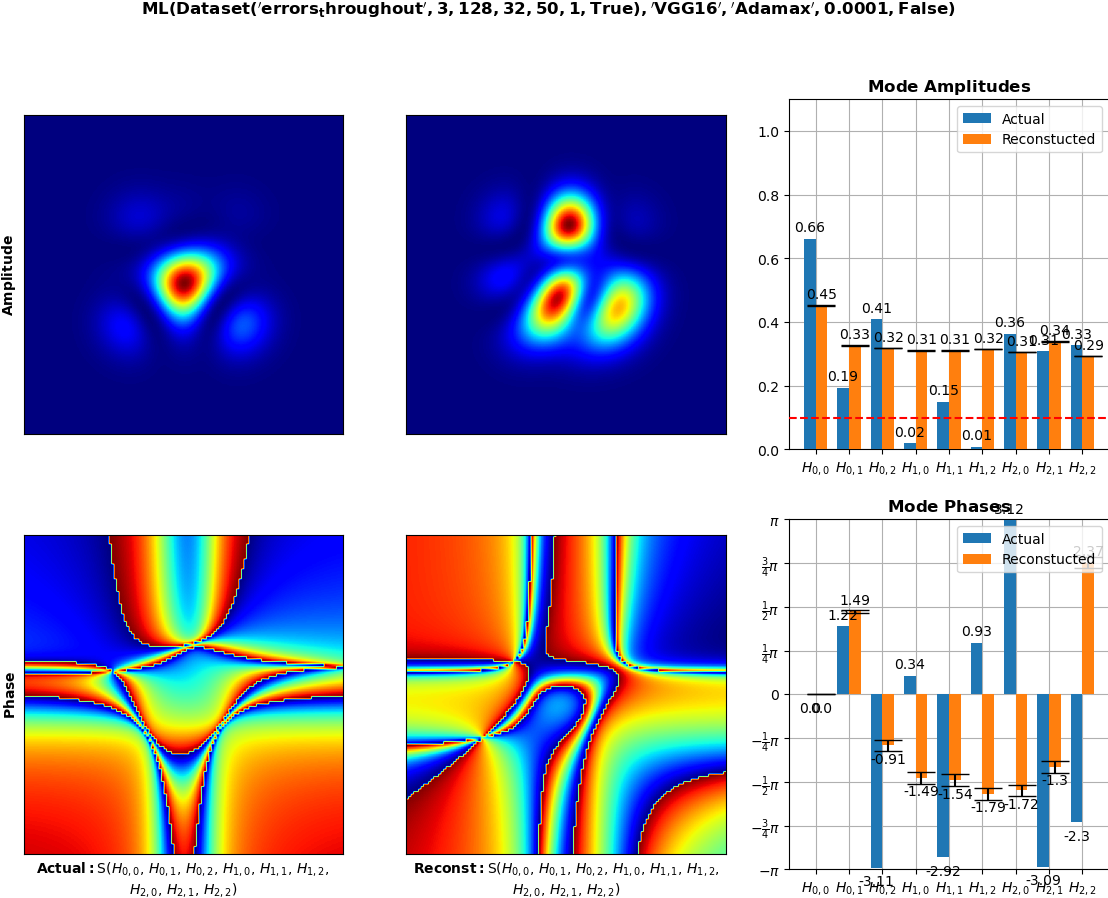 ML(Dataset('errors_throughout', 3, 128, 32, 50, 1, True), 'VGG16', 'Adamax', 0.0001, False)
Mode Amplitudes
Amplitude
Actual
Reconstucted
1.0
0.8
0.6
0.4
0.2
0.0
0.66
0.45
0.19
0.33
0.41
0.32
0.02
0.31
0.15
0.31
0.01
0.32
0.36
0.31
0.31
0.34
0.33
0.29
H0,0 H0,1 H0,2 H1,0 H1,1 H1,2 H2,0 H2,1 H2,2
Mode Phases
Phase
Actual
Reconstucted
π
3/4π
1/2π
1/4π
0
−1/4π
−1/2π
−3/4π
−π
0.0
0.0
1.22
1.49
-3.11
-0.91
0.34
-1.49
-2.92
-1.54
0.93
-1.79
3.12
-1.72
-3.09
-1.3
-2.3
2.37
H0,0 H0,1 H0,2 H1,0 H1,1 H1,2 H2,0 H2,1 H2,2
Actual: S(H0,0, H0,1, H0,2, H1,0, H1,1, H1,2,
H2,0, H2,1, H2,2)
Reconst: S(H0,0, H0,1, H0,2, H1,0, H1,1, H1,2,
H2,0, H2,1, H2,2)